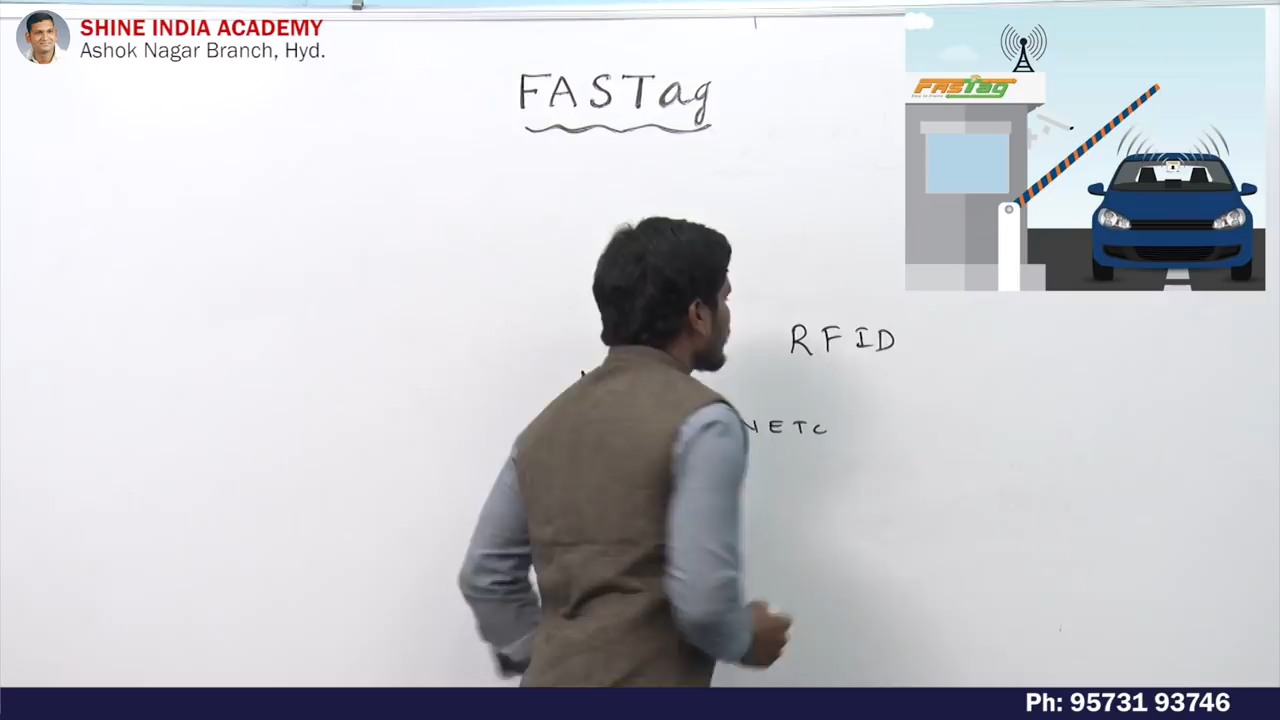 SHINE INDIA ACADEMY
Ashok Nagar Branch, Hyd.
FASTag
FASTag
RFID
NETC
Ph: 95731 93746